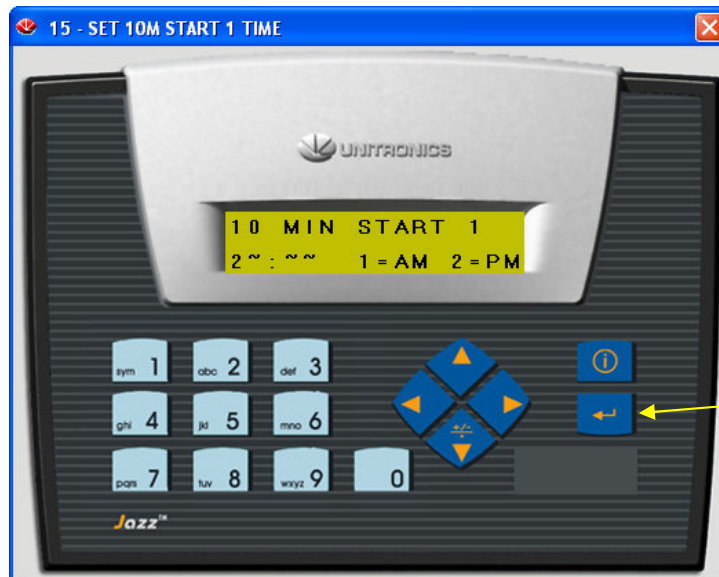 15 - SET 10M START 1 TIME
UNITRONICS
10 MIN START 1
2~:~~ 1=AM 2=PM
sym 1 abc 2 def 3
ghi 4 jkl 5 mno 6
+/-
pqrs 7 tuv 8 wxyz 9 0
Jazz™